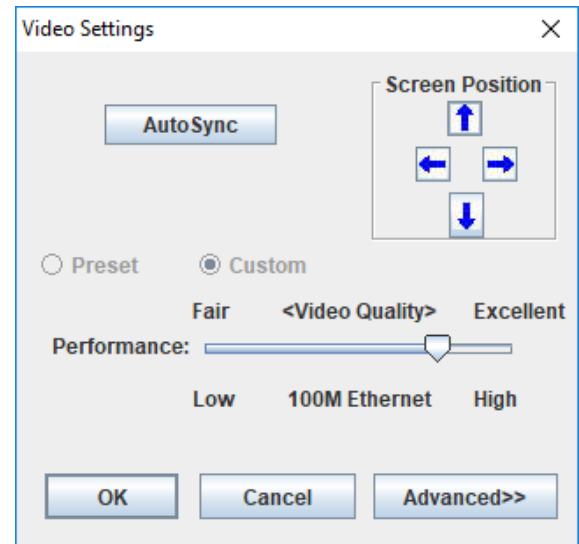 Video Settings
Screen Position
AutoSync
Preset
Custom
Fair <Video Quality> Excellent
Performance:
Low 100M Ethernet High
OK Cancel Advanced>>